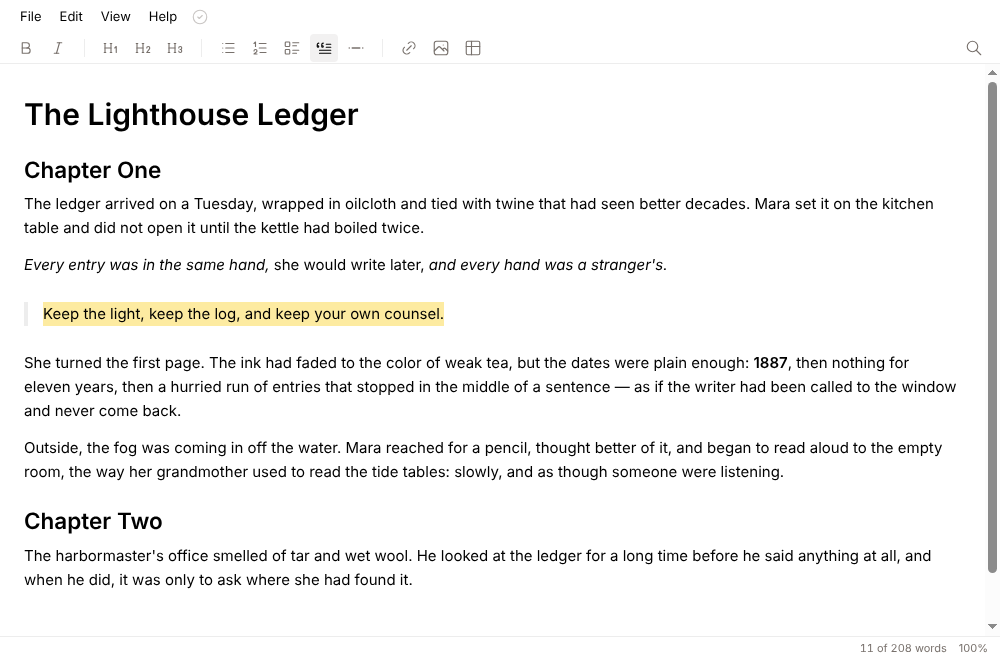 File Edit View Help
B I H1 H2 H3
The Lighthouse Ledger
Chapter One
The ledger arrived on a Tuesday, wrapped in oilcloth and tied with twine that had seen better decades. Mara set it on the kitchen
table and did not open it until the kettle had boiled twice.
Every entry was in the same hand, she would write later, and every hand was a stranger's.
Keep the light, keep the log, and keep your own counsel.
She turned the first page. The ink had faded to the color of weak tea, but the dates were plain enough: 1887, then nothing for
eleven years, then a hurried run of entries that stopped in the middle of a sentence — as if the writer had been called to the window
and never come back.
Outside, the fog was coming in off the water. Mara reached for a pencil, thought better of it, and began to read aloud to the empty
room, the way her grandmother used to read the tide tables: slowly, and as though someone were listening.
Chapter Two
The harbormaster's office smelled of tar and wet wool. He looked at the ledger for a long time before he said anything at all, and
when he did, it was only to ask where she had found it.
11 of 208 words 100%